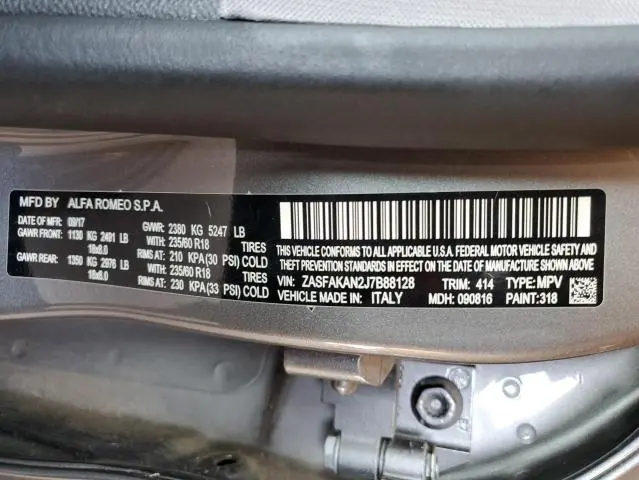 MFD BY ALFA ROMEO S.P.A.
DATE OF MFR: 09/17 GVWR: 2380 KG 5247 LB
GAWR FRONT: 1130 KG 2491 LB WITH: 235/60 R18 TIRES
18x8.0 RIMS AT: 210 KPA(30 PSI) COLD
GAWR REAR: 1350 KG 2976 LB WITH: 235/60 R18 TIRES
18x8.0 RIMS AT: 230 KPA(33 PSI) COLD
THIS VEHICLE CONFORMS TO ALL APPLICABLE U.S.A. FEDERAL MOTOR VEHICLE SAFETY AND
THEFT PREVENTION STANDARDS IN EFFECT ON THE DATE OF MANUFACTURE SHOWN ABOVE.
VIN: ZASFAKAN2J7B88128 TRIM: 414 TYPE: MPV
VEHICLE MADE IN: ITALY MDH: 090816 PAINT: 318